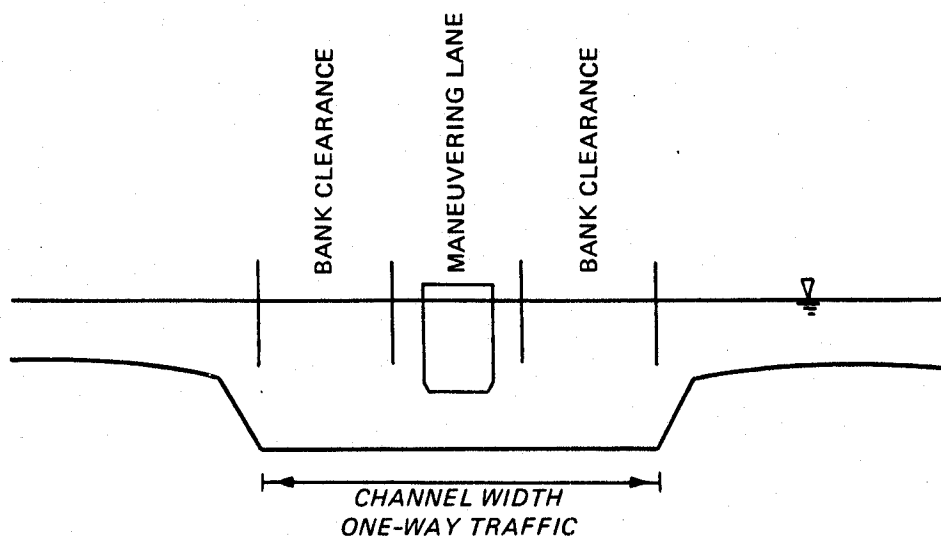 BANK CLEARANCE
MANEUVERING LANE
BANK CLEARANCE
CHANNEL WIDTH
ONE-WAY TRAFFIC